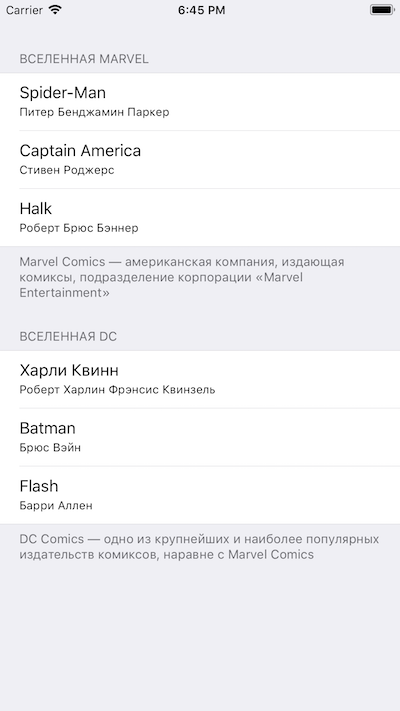 Carrier 6:45 PM
ВСЕЛЕННАЯ MARVEL
Spider-Man
Питер Бенджамин Паркер
Captain America
Стивен Роджерс
Halk
Роберт Брюс Бэннер
Marvel Comics — американская компания, издающая
комиксы, подразделение корпорации «Marvel
Entertainment»
ВСЕЛЕННАЯ DC
Харли Квинн
Роберт Харлин Фрэнсис Квинзель
Batman
Брюс Вэйн
Flash
Барри Аллен
DC Comics — одно из крупнейших и наиболее популярных
издательств комиксов, наравне с Marvel Comics